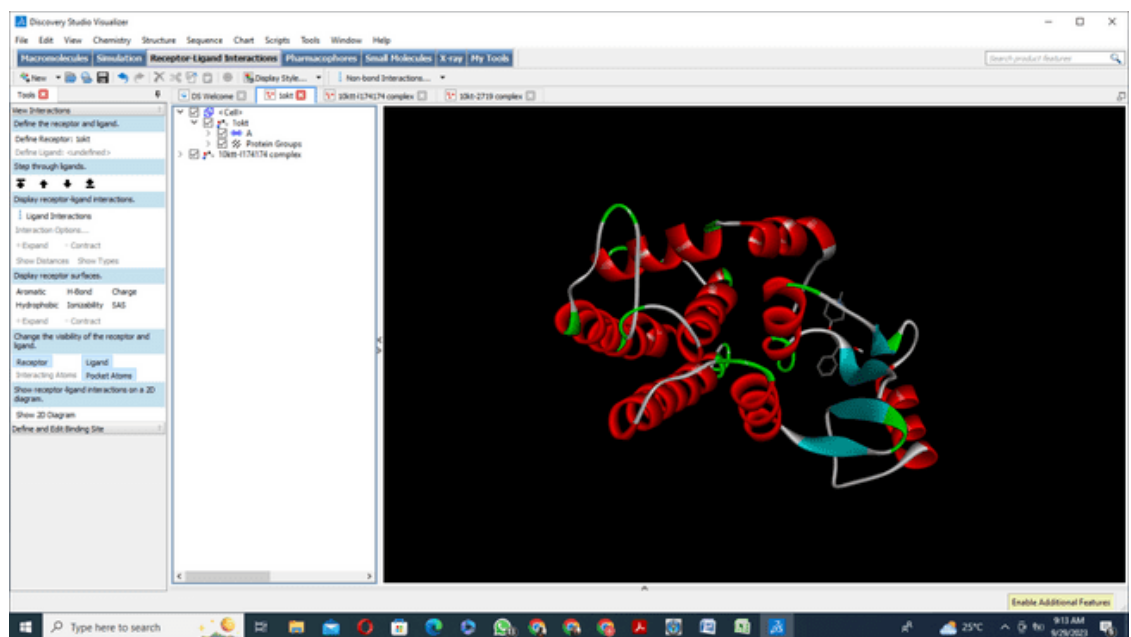 Discovery Studio Visualizer
File Edit View Chemistry Structure Sequence Chart Scripts Tools Window Help
Macromolecules Simulation Receptor-Ligand Interactions Pharmacophores Small Molecules X-ray My Tools
Search product features
New Display Style... Non-bond Interactions...
Tools DS Welcome 1okt 10ktt-I174174 complex 10kt-2719 complex
View Interactions
Define the receptor and ligand.
Define Receptor: 1okt
Define Ligand: <undefined>
Step through ligands.
Display receptor-ligand interactions.
Ligand Interactions
Interaction Options...
+Expand - Contract
Show Distances Show Types
Display receptor surfaces.
Aromatic H-Bond Charge
Hydrophobic Ionizability SAS
+Expand - Contract
Change the visibility of the receptor and
ligand.
Receptor Ligand
Interacting Atoms Pocket Atoms
Show receptor-ligand interactions on a 2D
diagram.
Show 2D Diagram
Define and Edit Binding Site
<Cell>
1okt
A
Protein Groups
10ktt-I174174 complex
Enable Additional Features
Type here to search
25°C
9:13 AM
9/29/2023